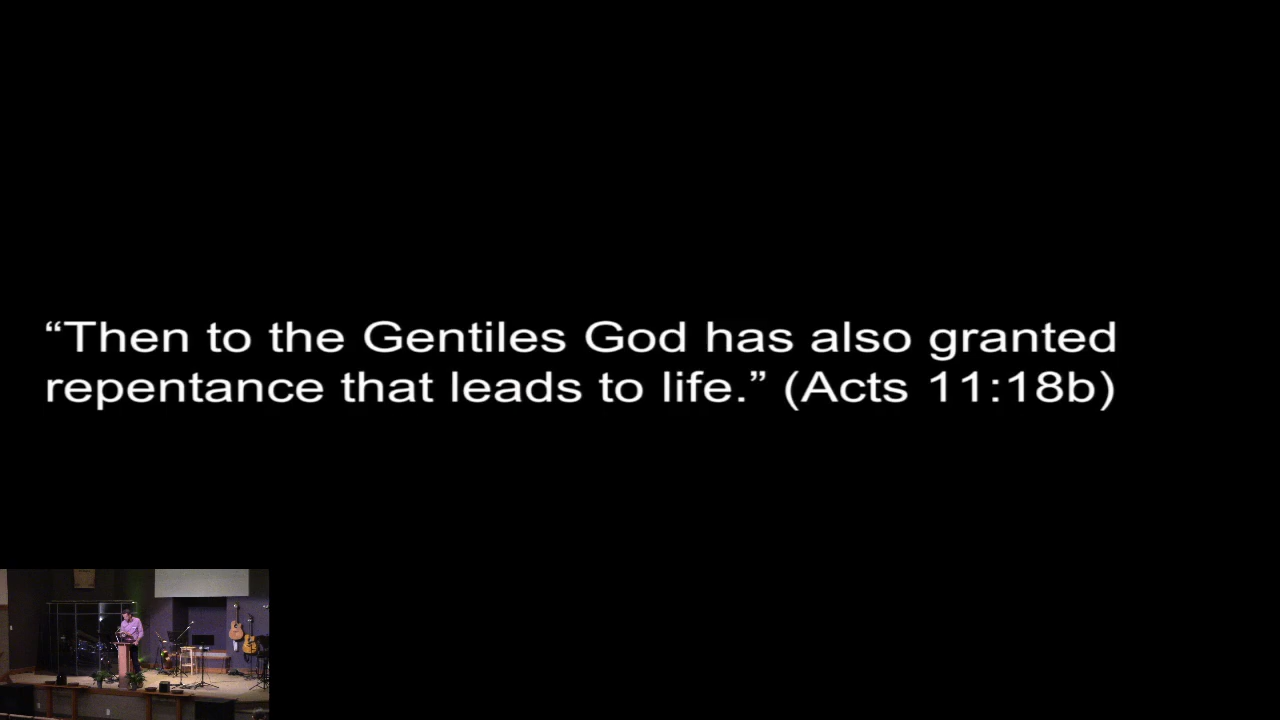 “Then to the Gentiles God has also granted
repentance that leads to life.” (Acts 11:18b)